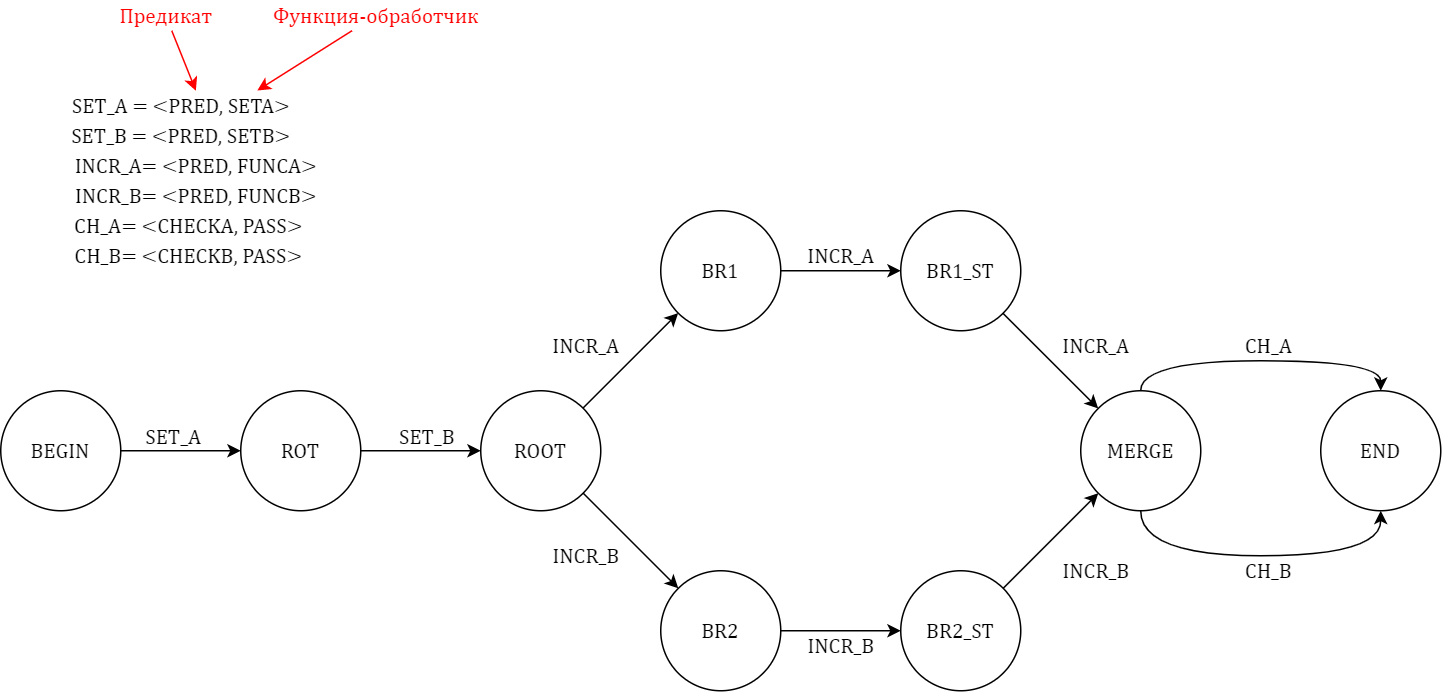 Предикат Функция-обработчик
SET_A = <PRED, SETA>
SET_B = <PRED, SETB>
INCR_A= <PRED, FUNCA>
INCR_B= <PRED, FUNCB>
CH_A= <CHECKA, PASS>
CH_B= <CHECKB, PASS>
BR1
INCR_A
BR1_ST
INCR_A
INCR_A
CH_A
BEGIN
SET_A
ROT
SET_B
ROOT
MERGE
END
INCR_B
INCR_B
CH_B
BR2
INCR_B
BR2_ST